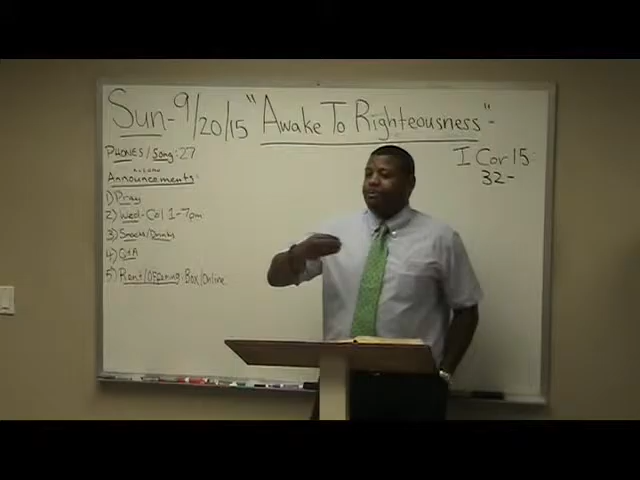 Sun-9/20/15 "Awake To Righteousness"-
I Cor 15:
32-
PHONES/Song:27
Announcements:
1) Pray
2) Wed-Col 1-7pm
3) Snacks/Drinks
4) Q&A
5) Rent/Offering: Box/Online